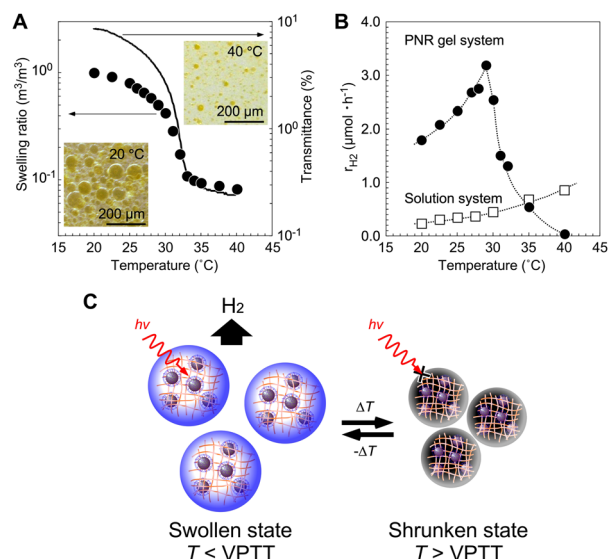 A
Swelling ratio (m³/m³)
10⁰
10⁻¹
40 °C
200 μm
20 °C
200 μm
10¹
10⁰
10⁻¹
Transmittance (%)
15 20 25 30 35 40 45
Temperature (˚C)
B
PNR gel system
r_H2 (μmol·h⁻¹)
4.0
3.0
2.0
1.0
0.0
Solution system
15 20 25 30 35 40 45
Temperature (˚C)
C
H₂
hν
hν
ΔT
-ΔT
Swollen state
T < VPTT
Shrunken state
T > VPTT